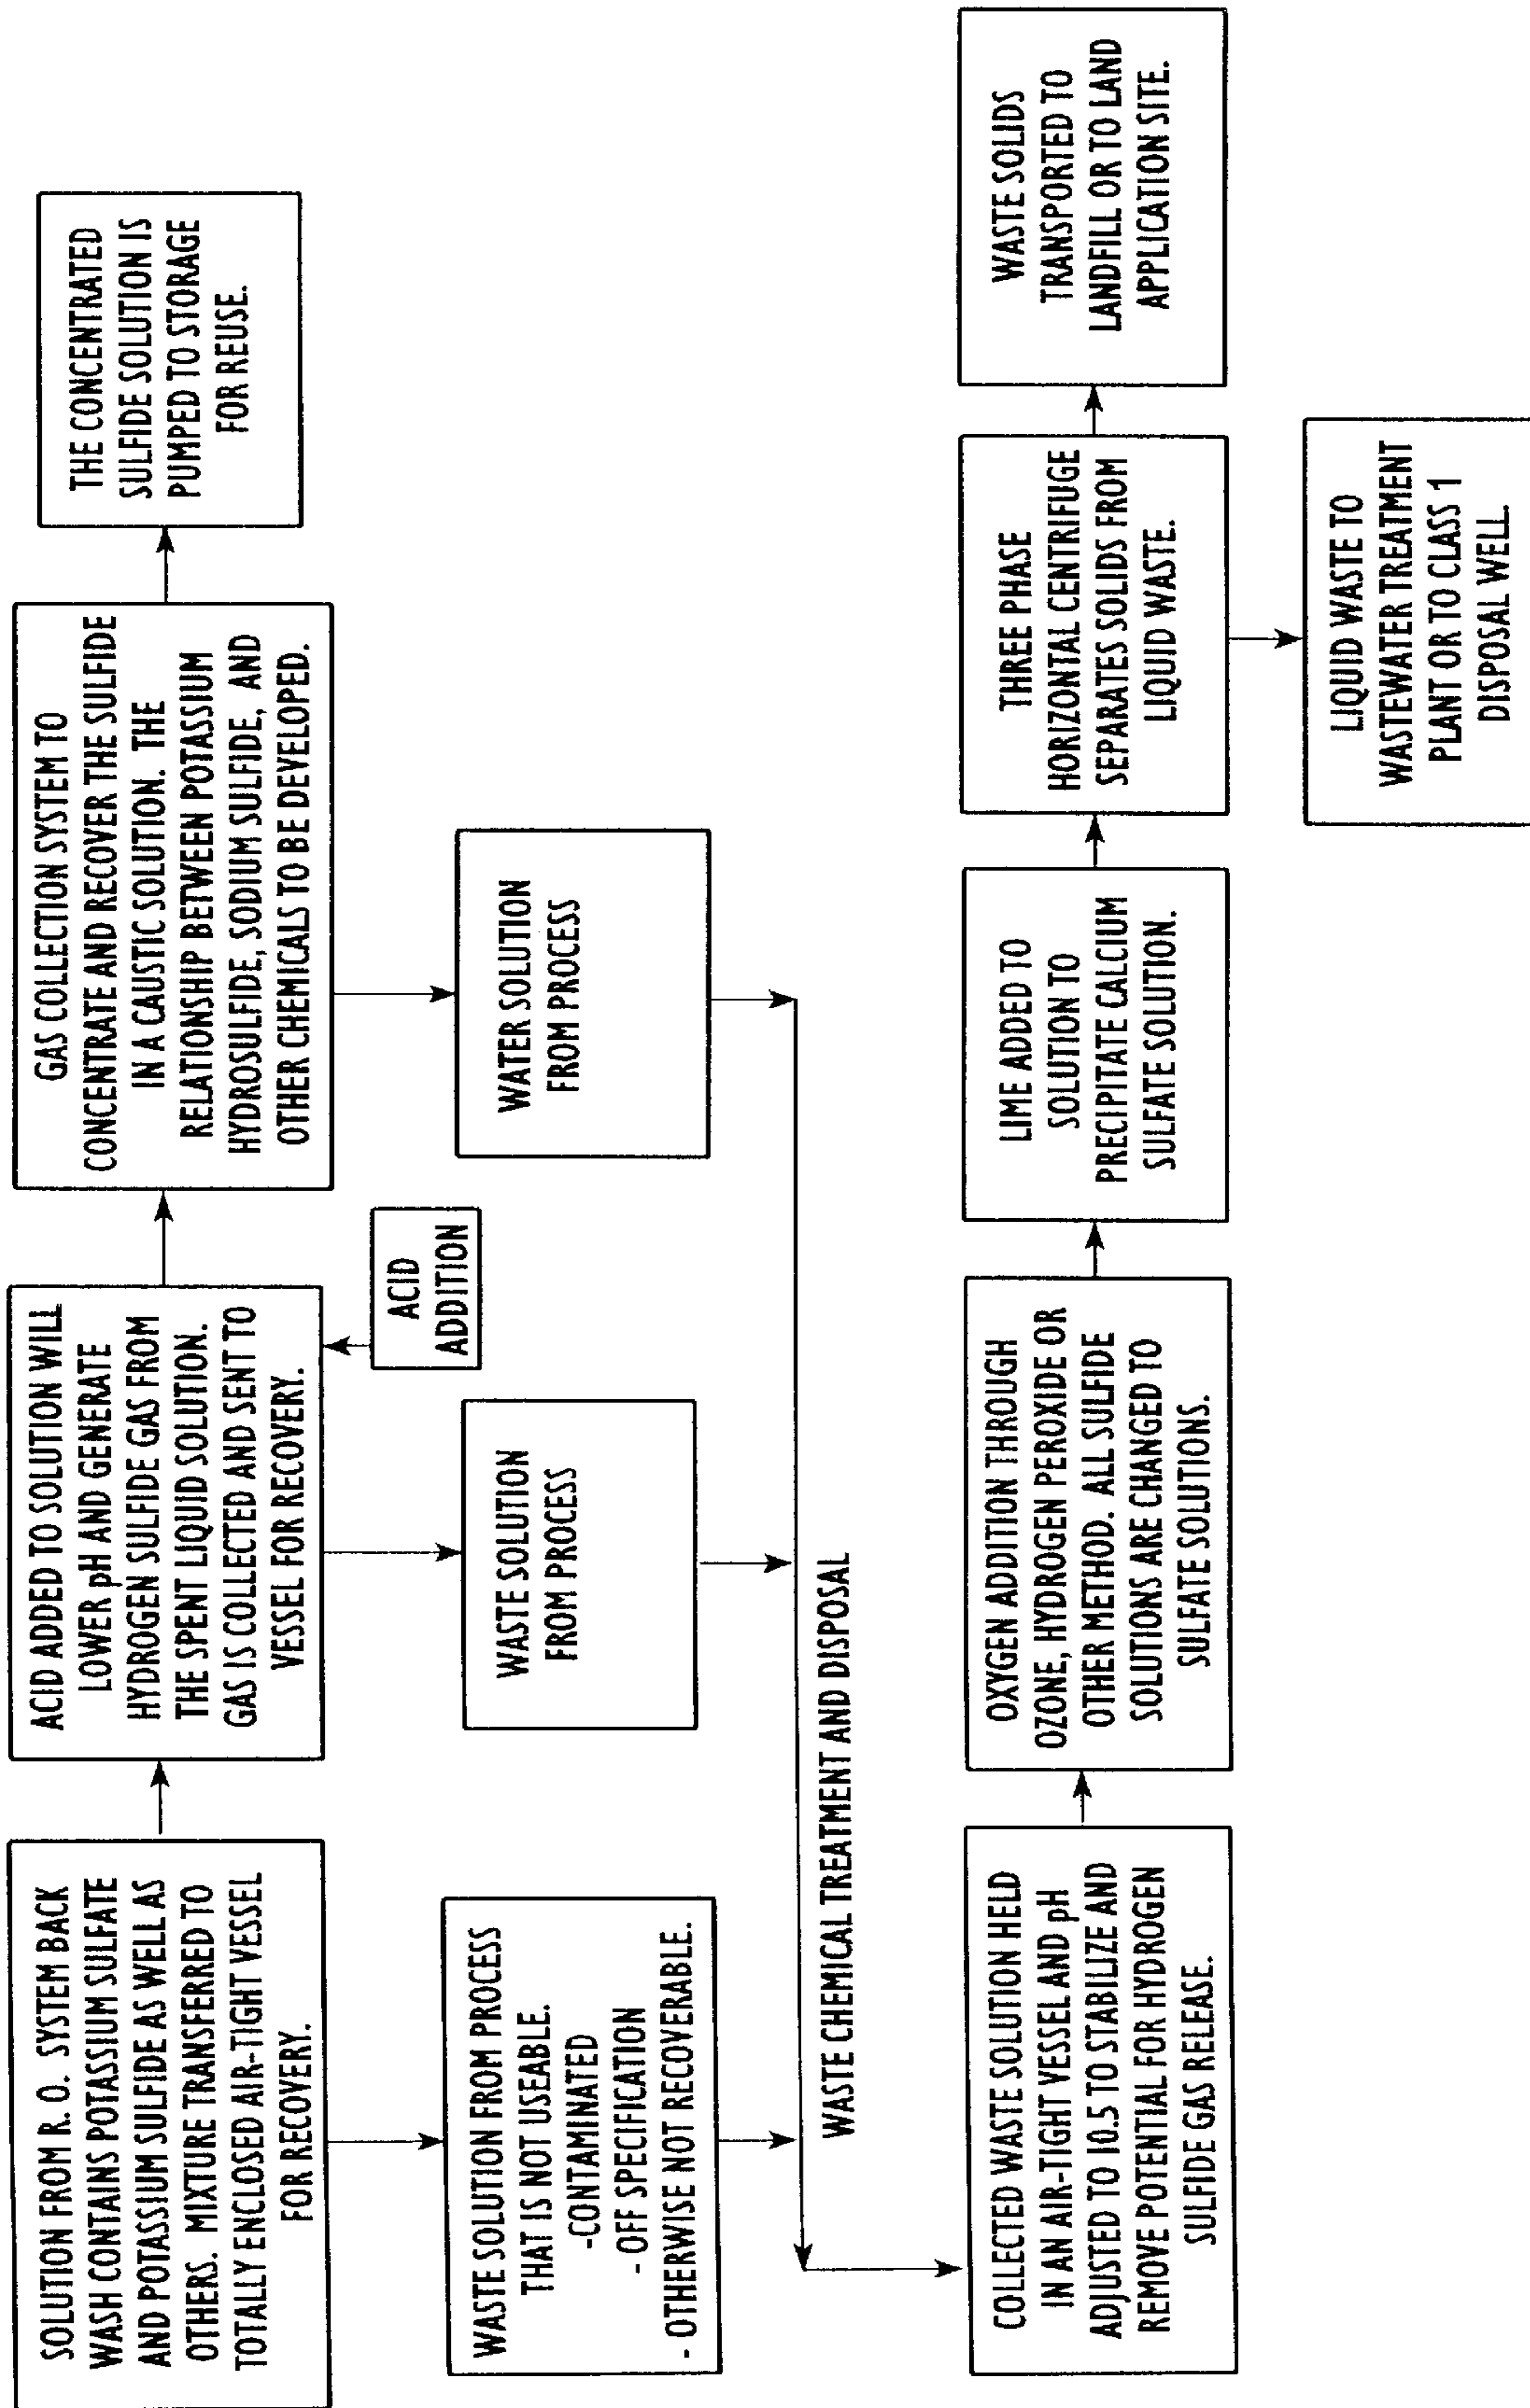 SOLUTION FROM R. O. SYSTEM BACK
WASH CONTAINS POTASSIUM SULFATE
AND POTASSIUM SULFIDE AS WELL AS
OTHERS. MIXTURE TRANSFERRED TO
TOTALLY ENCLOSED AIR-TIGHT VESSEL
FOR RECOVERY.
ACID ADDED TO SOLUTION WILL
LOWER pH AND GENERATE
HYDROGEN SULFIDE GAS FROM
THE SPENT LIQUID SOLUTION.
GAS IS COLLECTED AND SENT TO
VESSEL FOR RECOVERY.
GAS COLLECTION SYSTEM TO
CONCENTRATE AND RECOVER THE SULFIDE
IN A CAUSTIC SOLUTION. THE
RELATIONSHIP BETWEEN POTASSIUM
HYDROSULFIDE, SODIUM SULFIDE, AND
OTHER CHEMICALS TO BE DEVELOPED.
THE CONCENTRATED
SULFIDE SOLUTION IS
PUMPED TO STORAGE
FOR REUSE.
ACID
ADDITION
WASTE SOLUTION FROM PROCESS
THAT IS NOT USEABLE.
-CONTAMINATED
- OFF SPECIFICATION
- OTHERWISE NOT RECOVERABLE.
WASTE SOLUTION
FROM PROCESS
WATER SOLUTION
FROM PROCESS
WASTE CHEMICAL TREATMENT AND DISPOSAL
COLLECTED WASTE SOLUTION HELD
IN AN AIR-TIGHT VESSEL AND pH
ADJUSTED TO 10.5 TO STABILIZE AND
REMOVE POTENTIAL FOR HYDROGEN
SULFIDE GAS RELEASE.
OXYGEN ADDITION THROUGH
OZONE, HYDROGEN PEROXIDE OR
OTHER METHOD. ALL SULFIDE
SOLUTIONS ARE CHANGED TO
SULFATE SOLUTIONS.
LIME ADDED TO
SOLUTION TO
PRECIPITATE CALCIUM
SULFATE SOLUTION.
THREE PHASE
HORIZONTAL CENTRIFUGE
SEPARATES SOLIDS FROM
LIQUID WASTE.
WASTE SOLIDS
TRANSPORTED TO
LANDFILL OR TO LAND
APPLICATION SITE.
LIQUID WASTE TO
WASTEWATER TREATMENT
PLANT OR TO CLASS 1
DISPOSAL WELL.